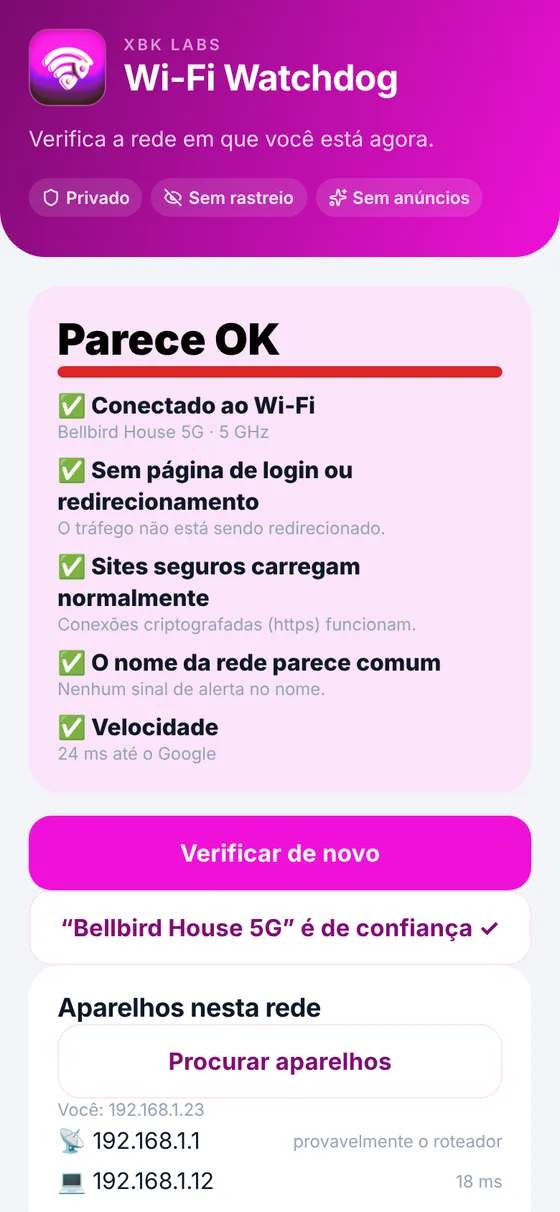 XBK LABS
Wi-Fi Watchdog
Verifica a rede em que você está agora.
Privado
Sem rastreio
Sem anúncios
Parece OK
✅ Conectado ao Wi-Fi
Bellbird House 5G · 5 GHz
✅ Sem página de login ou
redirecionamento
O tráfego não está sendo redirecionado.
✅ Sites seguros carregam
normalmente
Conexões criptografadas (https) funcionam.
✅ O nome da rede parece comum
Nenhum sinal de alerta no nome.
✅ Velocidade
24 ms até o Google
Verificar de novo
“Bellbird House 5G” é de confiança ✓
Aparelhos nesta rede
Procurar aparelhos
Você: 192.168.1.23
📡 192.168.1.1 provavelmente o roteador
💻 192.168.1.12 18 ms